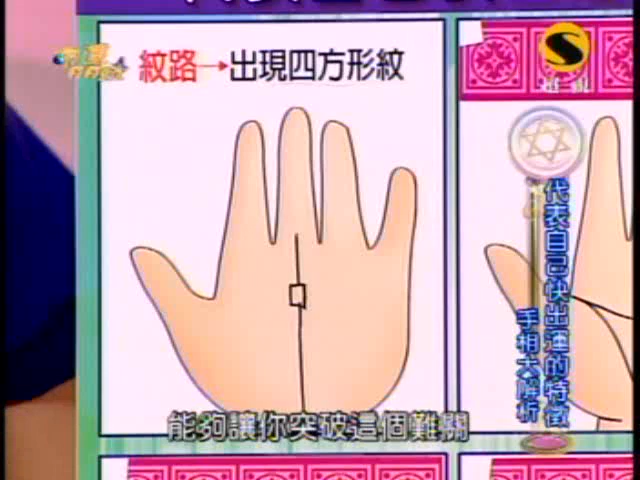 紋路→出現四方形紋
S
代表自己快出運的特徵
手相大解析
能夠讓你突破這個難關